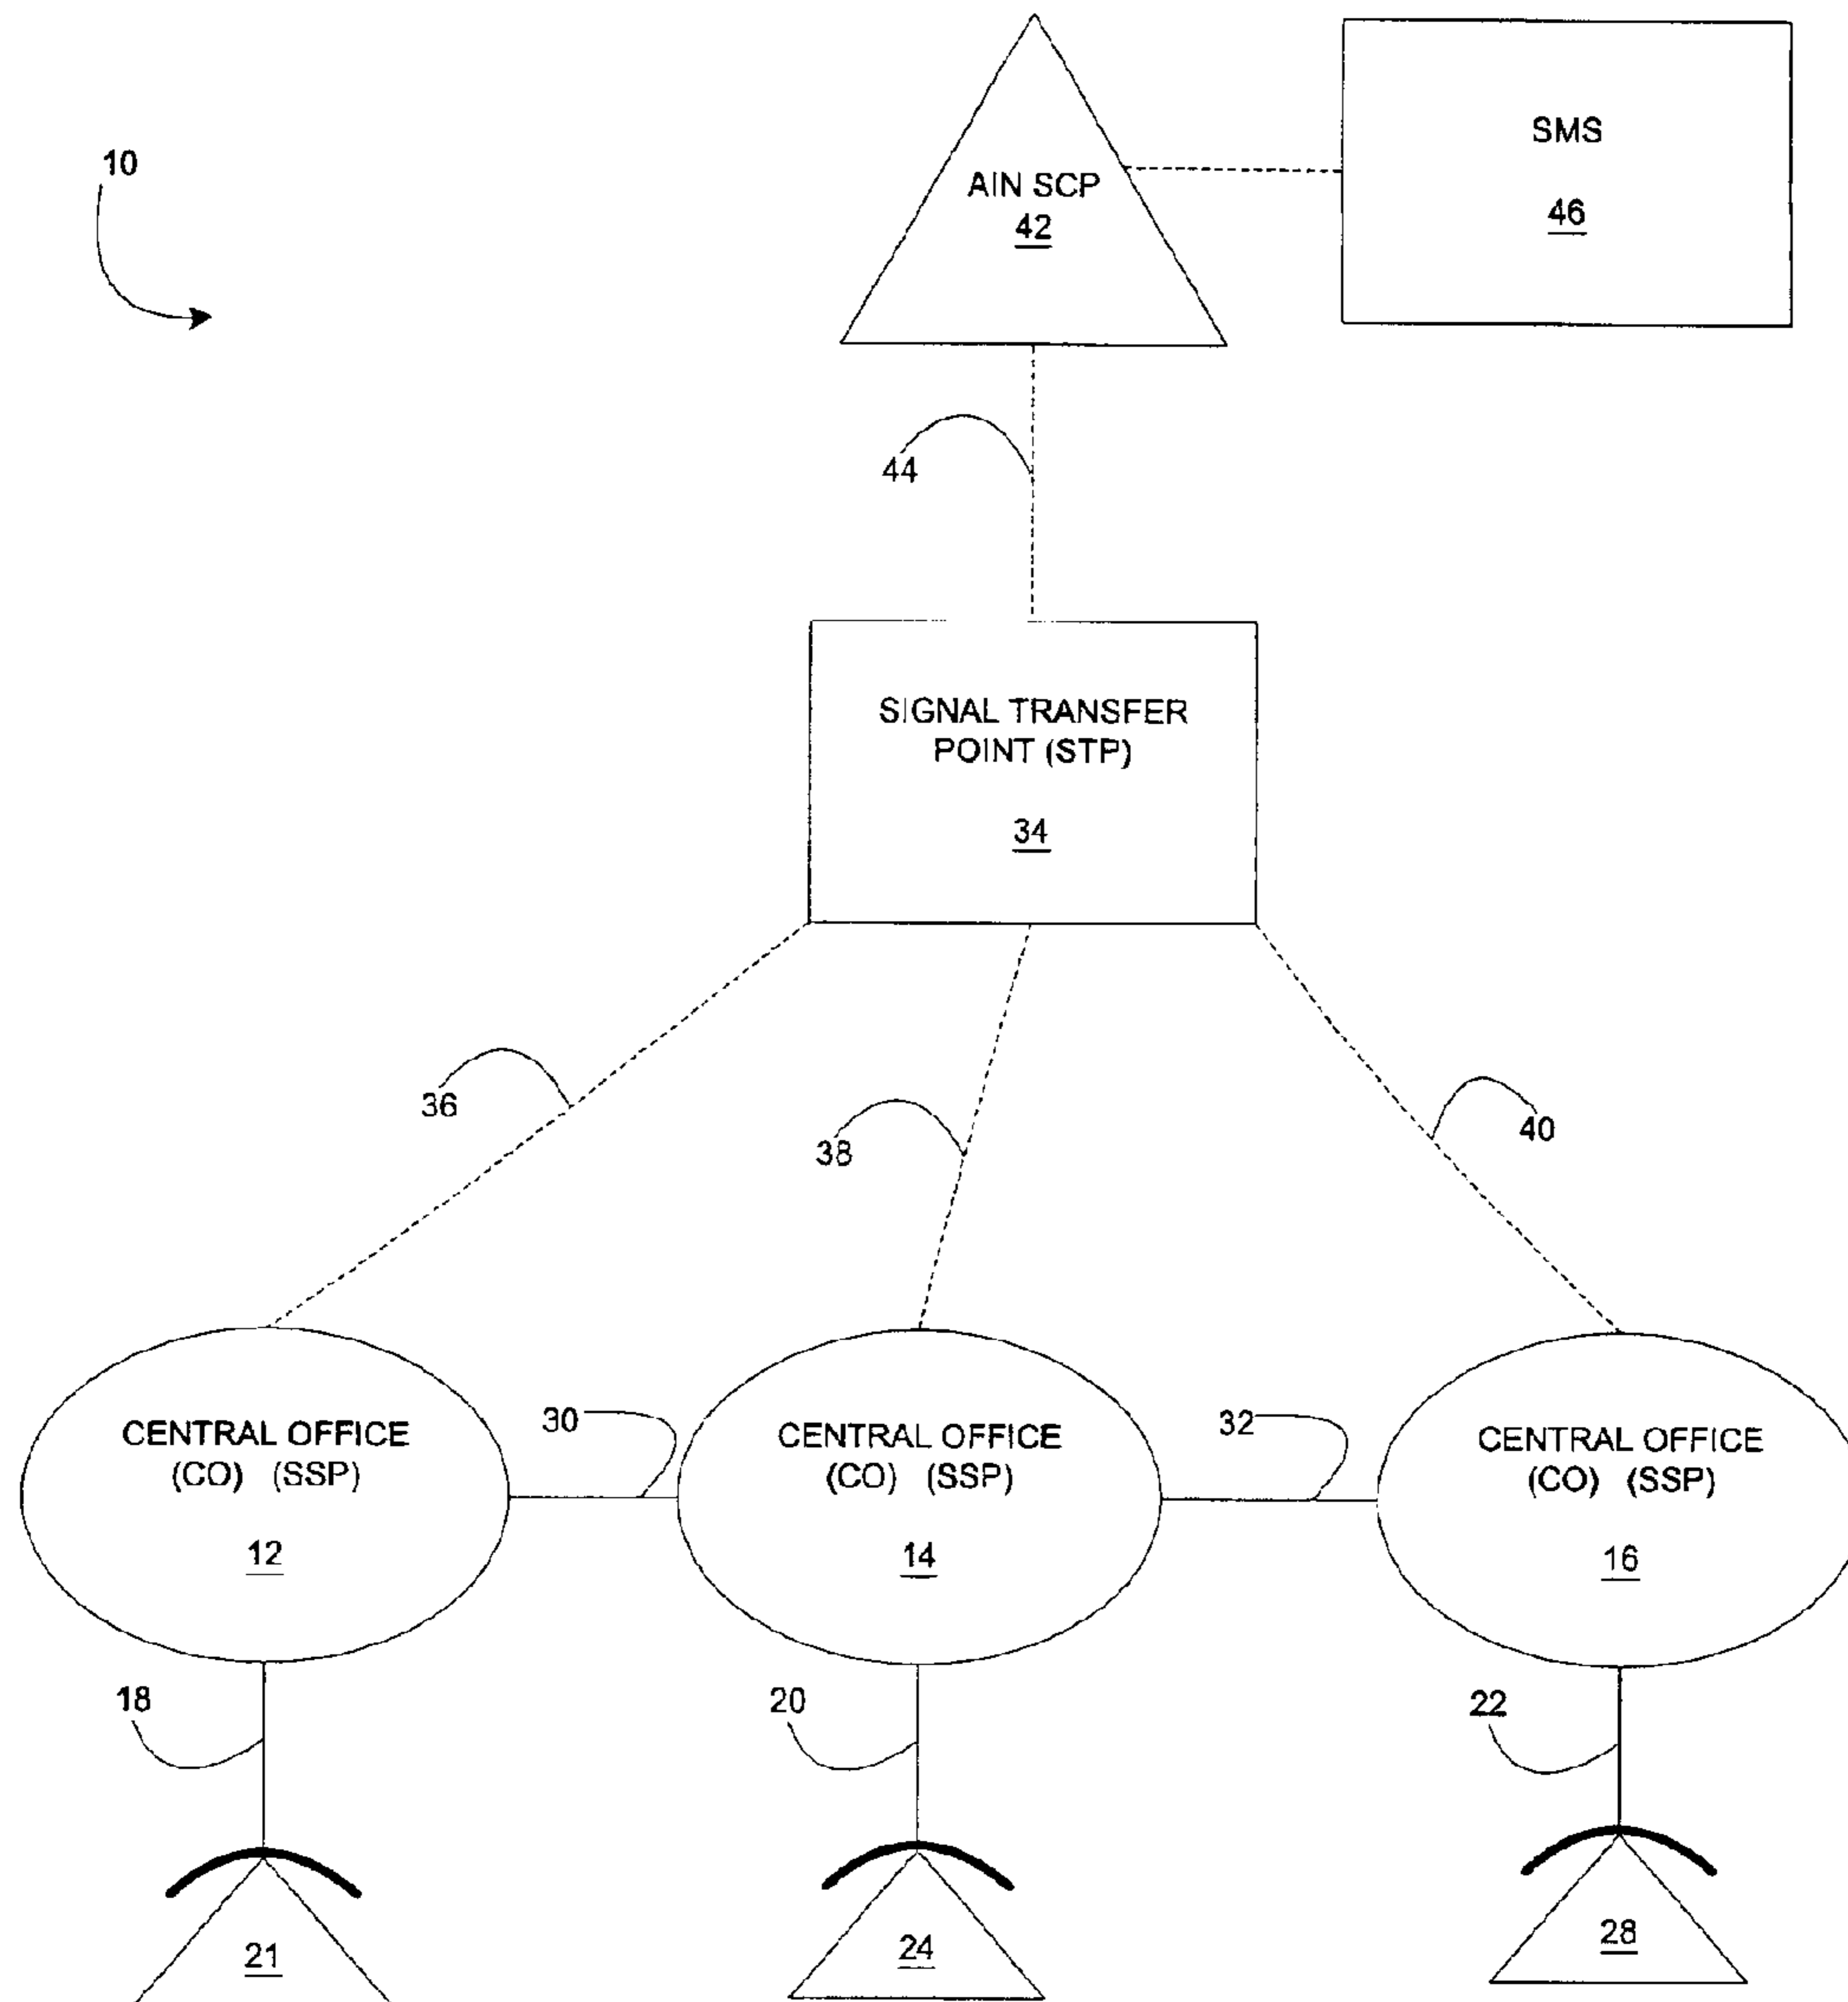 10
AIN SCP
42
SMS
46
44
SIGNAL TRANSFER
POINT (STP)
34
36
38
40
CENTRAL OFFICE
(CO) (SSP)
12
30
CENTRAL OFFICE
(CO) (SSP)
14
32
CENTRAL OFFICE
(CO) (SSP)
16
18
20
22
21
24
28